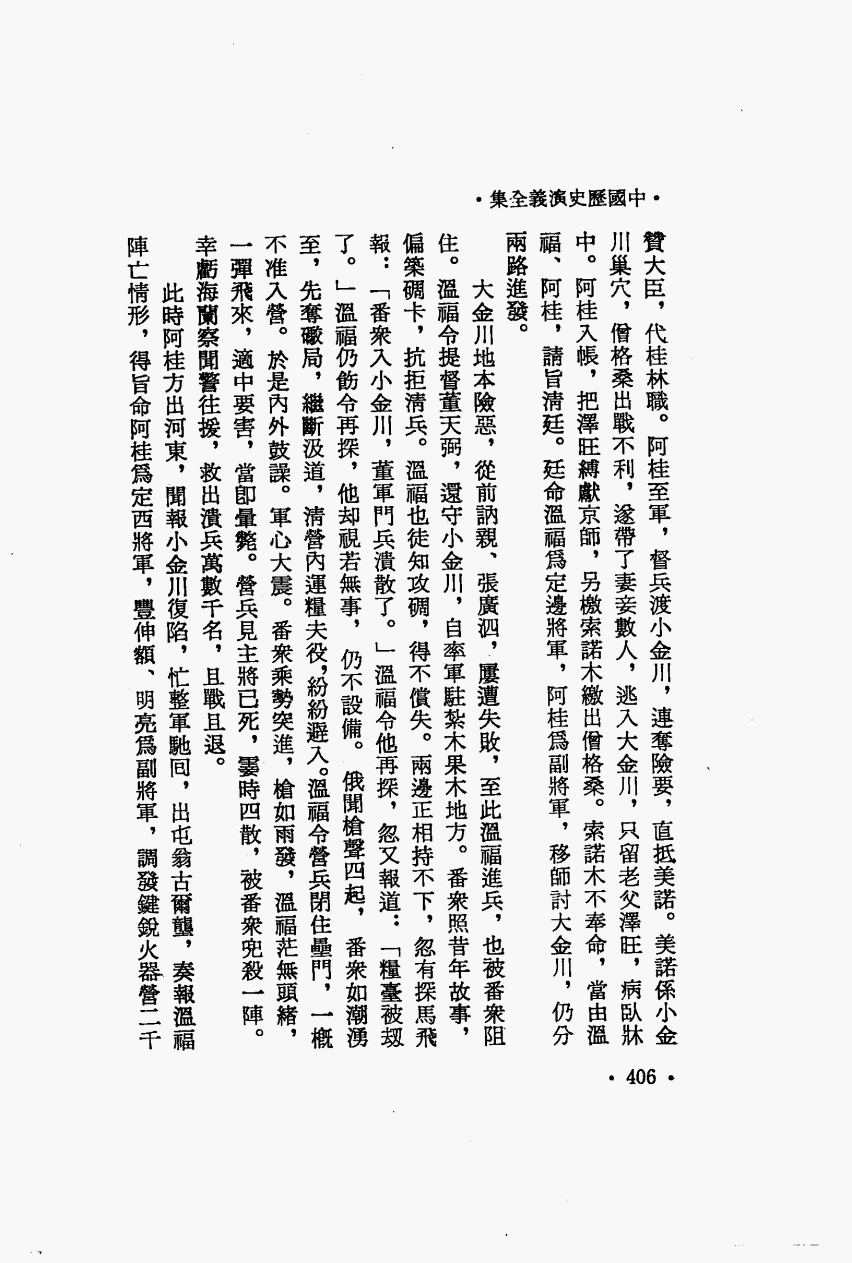 •中國歷史演義全集•
贊大臣，代桂林職。阿桂至軍，督兵渡小金川，連奪險要，直抵美諾。美諾係小金
川巢穴，僧格桑出戰不利，遂帶了妻妾數人，逃入大金川，只留老父澤旺，病臥牀
中。阿桂入帳，把澤旺縛獻京師，另檄索諾木繳出僧格桑。索諾木不奉命，當由溫
福、阿桂，請旨清廷。廷命溫福爲定邊將軍，阿桂爲副將軍，移師討大金川，仍分
兩路進發。
大金川地本險惡，從前訥親、張廣泗，屢遭失敗，至此溫福進兵，也被番衆阻
住。溫福令提督董天弼，還守小金川，自率軍駐紮木果木地方。番衆照昔年故事，
偏築碉卡，抗拒清兵。溫福也徒知攻碉，得不償失。兩邊正相持不下，忽有探馬飛
報：「番衆入小金川，董軍門兵潰散了。」溫福令他再探，忽又報道：「糧臺被刼
了。」溫福仍飭令再探，他却視若無事，仍不設備。俄聞槍聲四起，番衆如潮湧
至，先奪礮局，繼斷汲道，清營內運糧夫役，紛紛避入。溫福令營兵閉住壘門，一槪
不准入營。於是內外鼓譟。軍心大震。番衆乘勢突進，槍如雨發，溫福茫無頭緒，
一彈飛來，適中要害，當卽暈斃。營兵見主將已死，霎時四散，被番衆兜殺一陣。
幸虧海蘭察聞警往援，救出潰兵萬數千名，且戰且退。
此時阿桂方出河東，聞報小金川復陷，忙整軍馳回，出屯翁古爾壟，奏報溫福
陣亡情形，得旨命阿桂爲定西將軍，豐伸額、明亮爲副將軍，調發鍵銳火器營二千
•406•